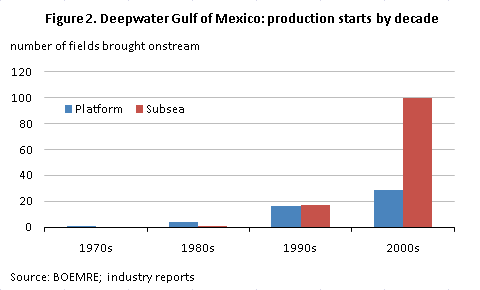 Figure 2. Deepwater Gulf of Mexico: production starts by decade
number of fields brought onstream
120
100
80
60
40
20
0
Platform Subsea
1970s 1980s 1990s 2000s
Source: BOEMRE; industry reports